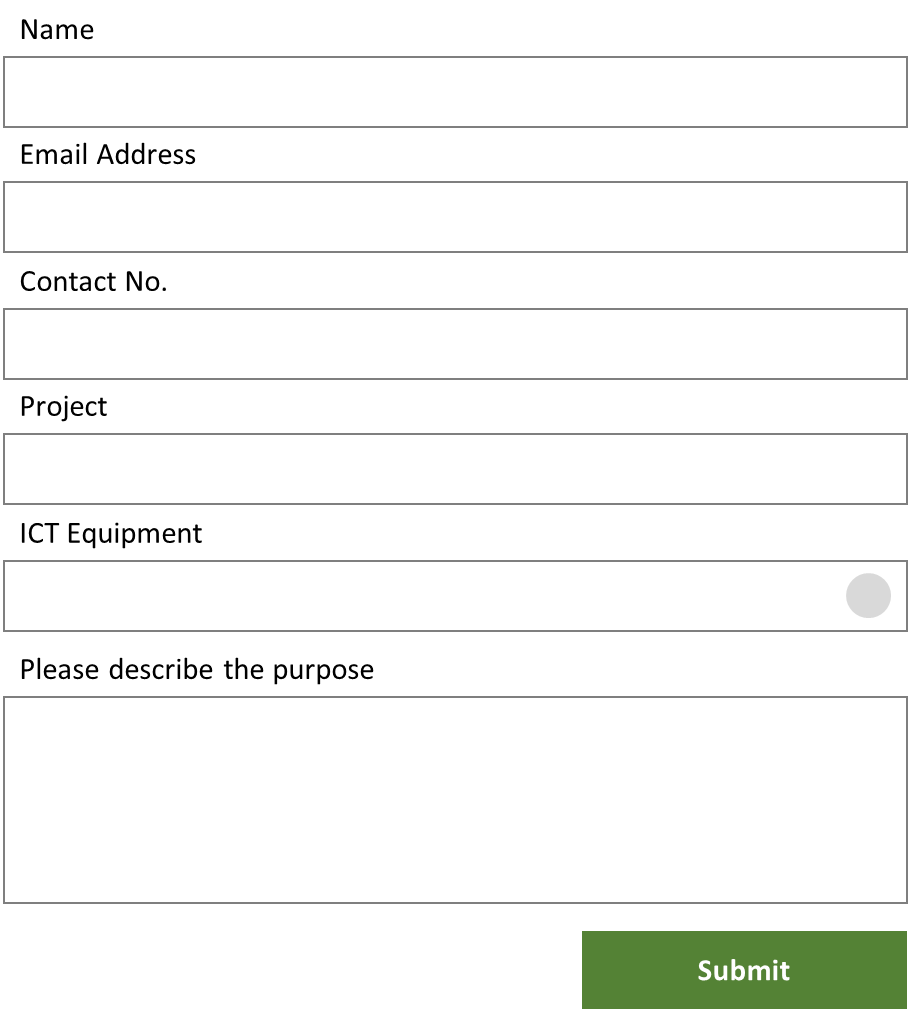 Name
Email Address
Contact No.
Project
ICT Equipment
Please describe the purpose
Submit